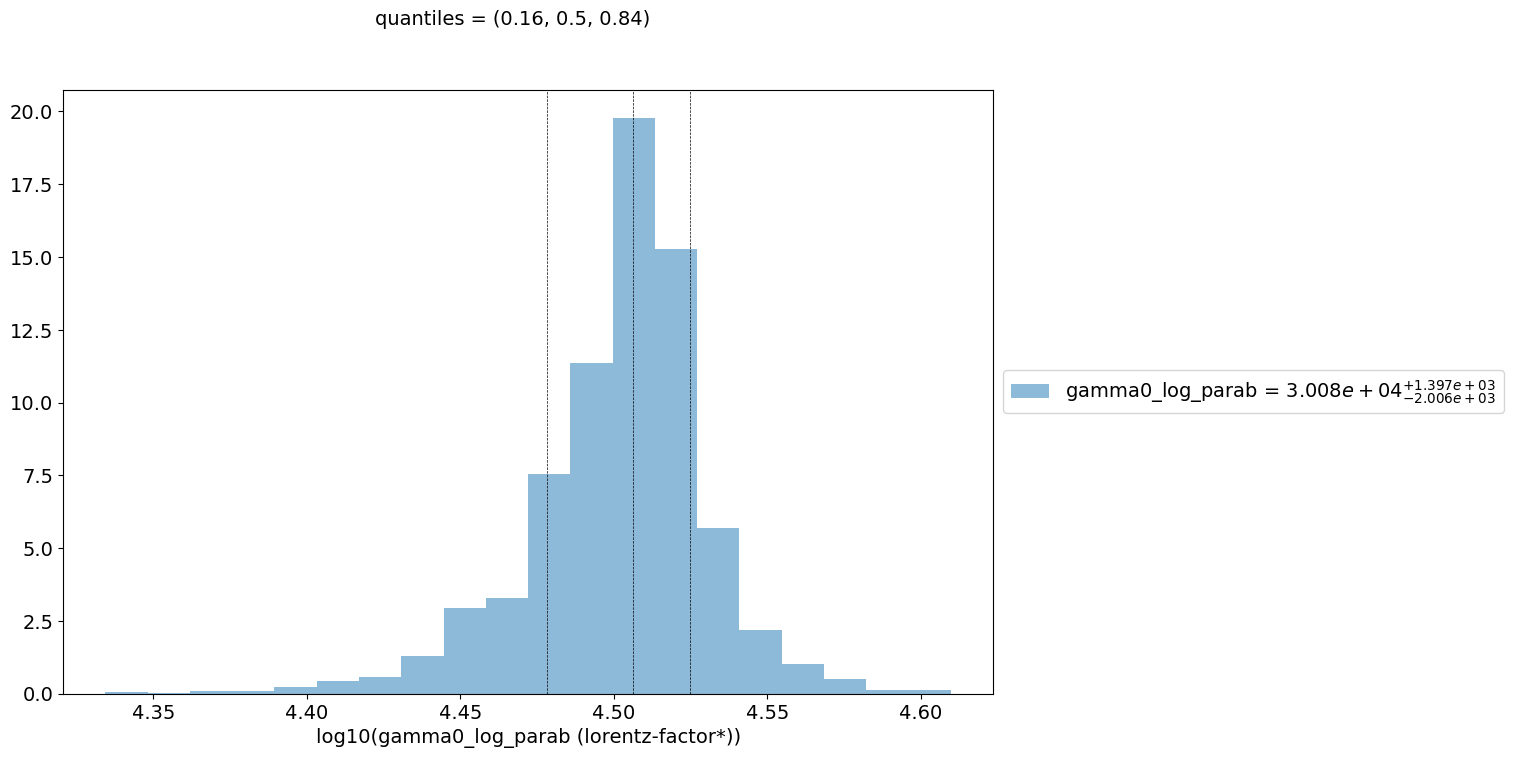 quantiles = (0.16, 0.5, 0.84)
20.0
17.5
15.0
12.5
10.0
7.5
5.0
2.5
0.0
4.35 4.40 4.45 4.50 4.55 4.60
log10(gamma0_log_parab (lorentz-factor*))
gamma0_log_parab = 3.008e + 04 +1.397e + 03 −2.006e + 03